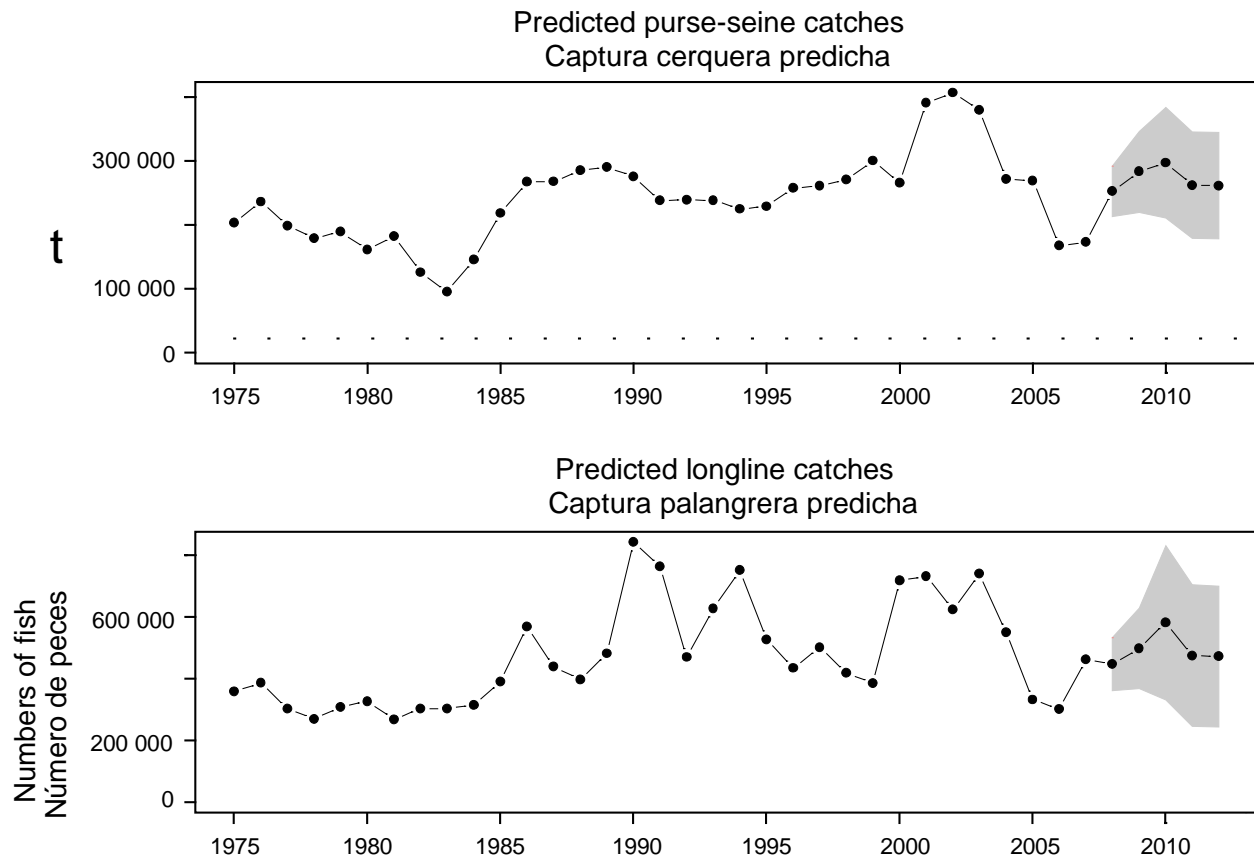 Predicted purse-seine catches
Captura cerquera predicha
t
300 000
100 000
0
1975 1980 1985 1990 1995 2000 2005 2010
Predicted longline catches
Captura palangrera predicha
Numbers of fish
Número de peces
600 000
200 000
0
1975 1980 1985 1990 1995 2000 2005 2010